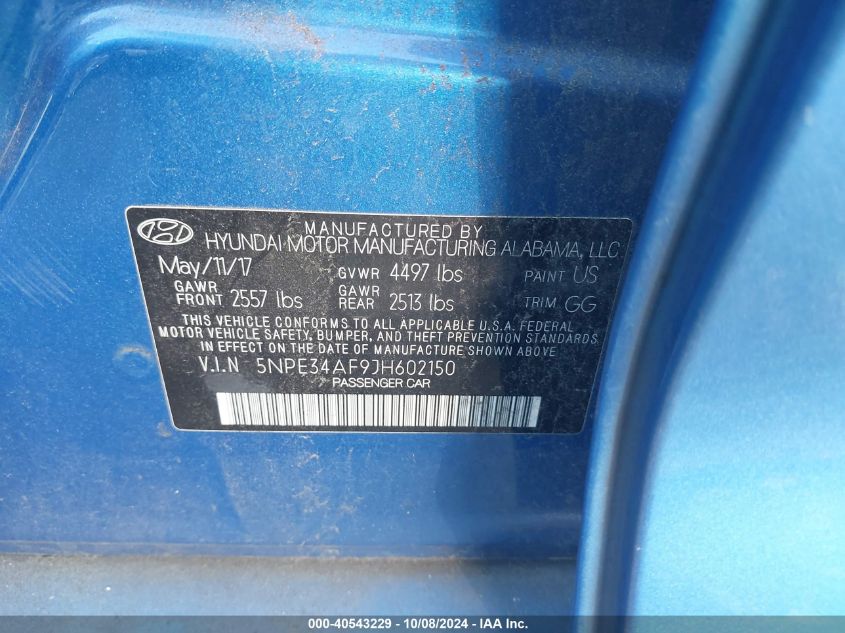 MANUFACTURED BY
HYUNDAI MOTOR MANUFACTURING ALABAMA, LLC
May/11/17 GVWR 4497 lbs PAINT US
GAWR FRONT 2557 lbs GAWR REAR 2513 lbs TRIM GG
THIS VEHICLE CONFORMS TO ALL APPLICABLE U.S.A. FEDERAL
MOTOR VEHICLE SAFETY, BUMPER, AND THEFT PREVENTION STANDARDS
IN EFFECT ON THE DATE OF MANUFACTURE SHOWN ABOVE.
V.I.N 5NPE34AF9JH602150
PASSENGER CAR
000-40543229 - 10/08/2024 - IAA Inc.